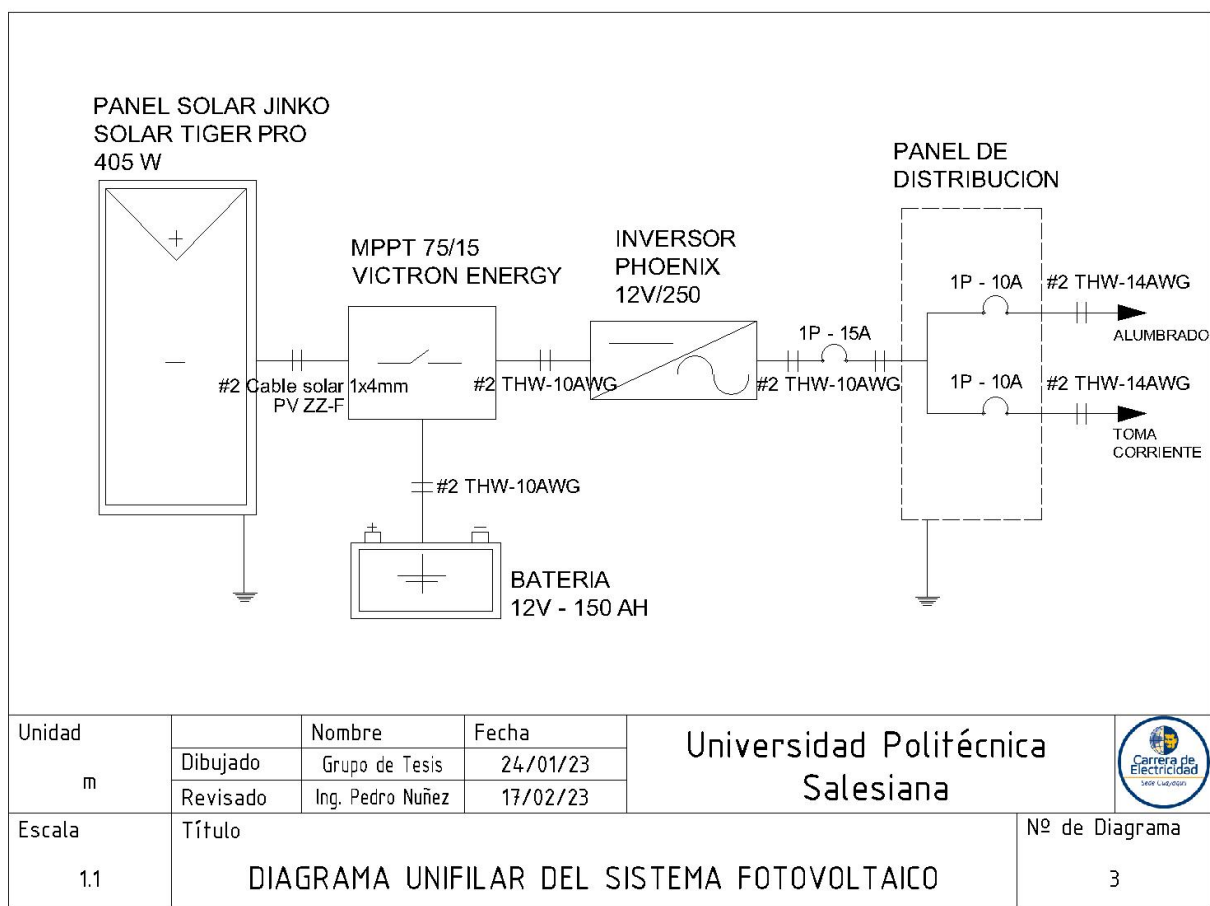 PANEL SOLAR JINKO
SOLAR TIGER PRO
405 W
+
−
MPPT 75/15
VICTRON ENERGY
#2 Cable solar 1x4mm
PV ZZ-F
#2 THW-10AWG
#2 THW-10AWG
+
−
BATERIA
12V - 150 AH
INVERSOR
PHOENIX
12V/250
1P - 15A
#2 THW-10AWG
PANEL DE
DISTRIBUCION
1P - 10A
#2 THW-14AWG
ALUMBRADO
1P - 10A
#2 THW-14AWG
TOMA
CORRIENTE
Unidad
m
Nombre
Fecha
Dibujado
Grupo de Tesis
24/01/23
Revisado
Ing. Pedro Nuñez
17/02/23
Universidad Politécnica
Salesiana
Carrera de
Electricidad
Sede Guayaquil
Escala
1.1
Título
DIAGRAMA UNIFILAR DEL SISTEMA FOTOVOLTAICO
Nº de Diagrama
3